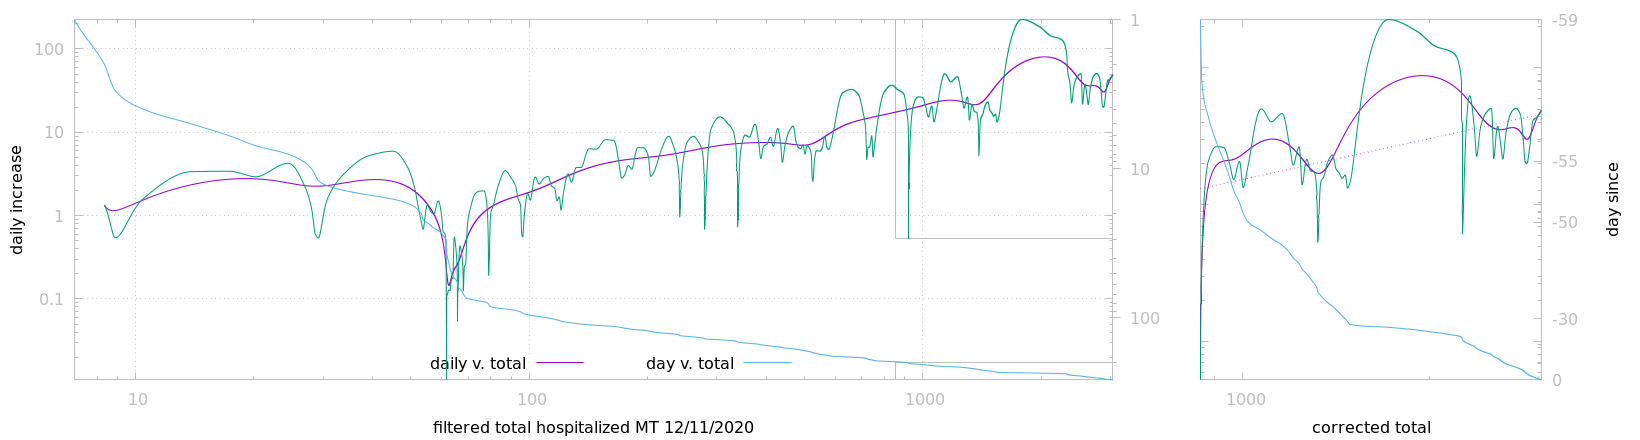 100
10
1
0.1
daily increase
10
100
1000
filtered total hospitalized MT 12/11/2020
daily v. total
day v. total
1
10
100
1000
corrected total
-59
-55
-50
-30
0
day since